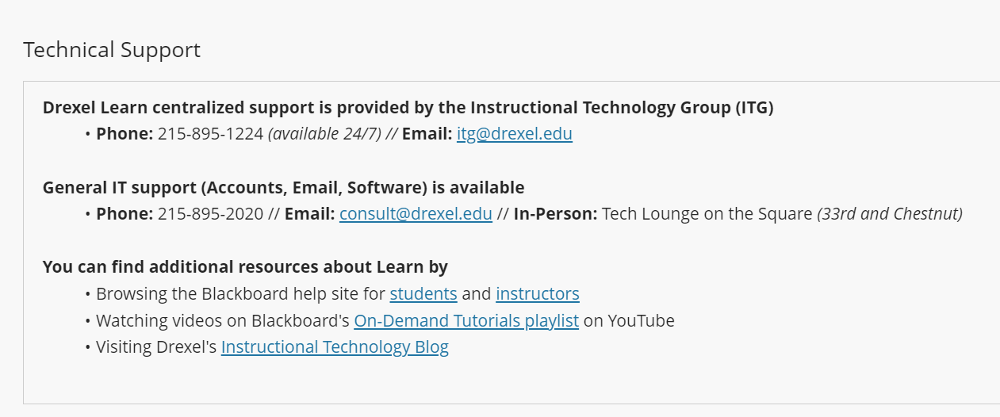 Technical Support
Drexel Learn centralized support is provided by the Instructional Technology Group (ITG)
• Phone: 215-895-1224 (available 24/7) // Email: itg@drexel.edu
General IT support (Accounts, Email, Software) is available
• Phone: 215-895-2020 // Email: consult@drexel.edu // In-Person: Tech Lounge on the Square (33rd and Chestnut)
You can find additional resources about Learn by
• Browsing the Blackboard help site for students and instructors
• Watching videos on Blackboard's On-Demand Tutorials playlist on YouTube
• Visiting Drexel's Instructional Technology Blog